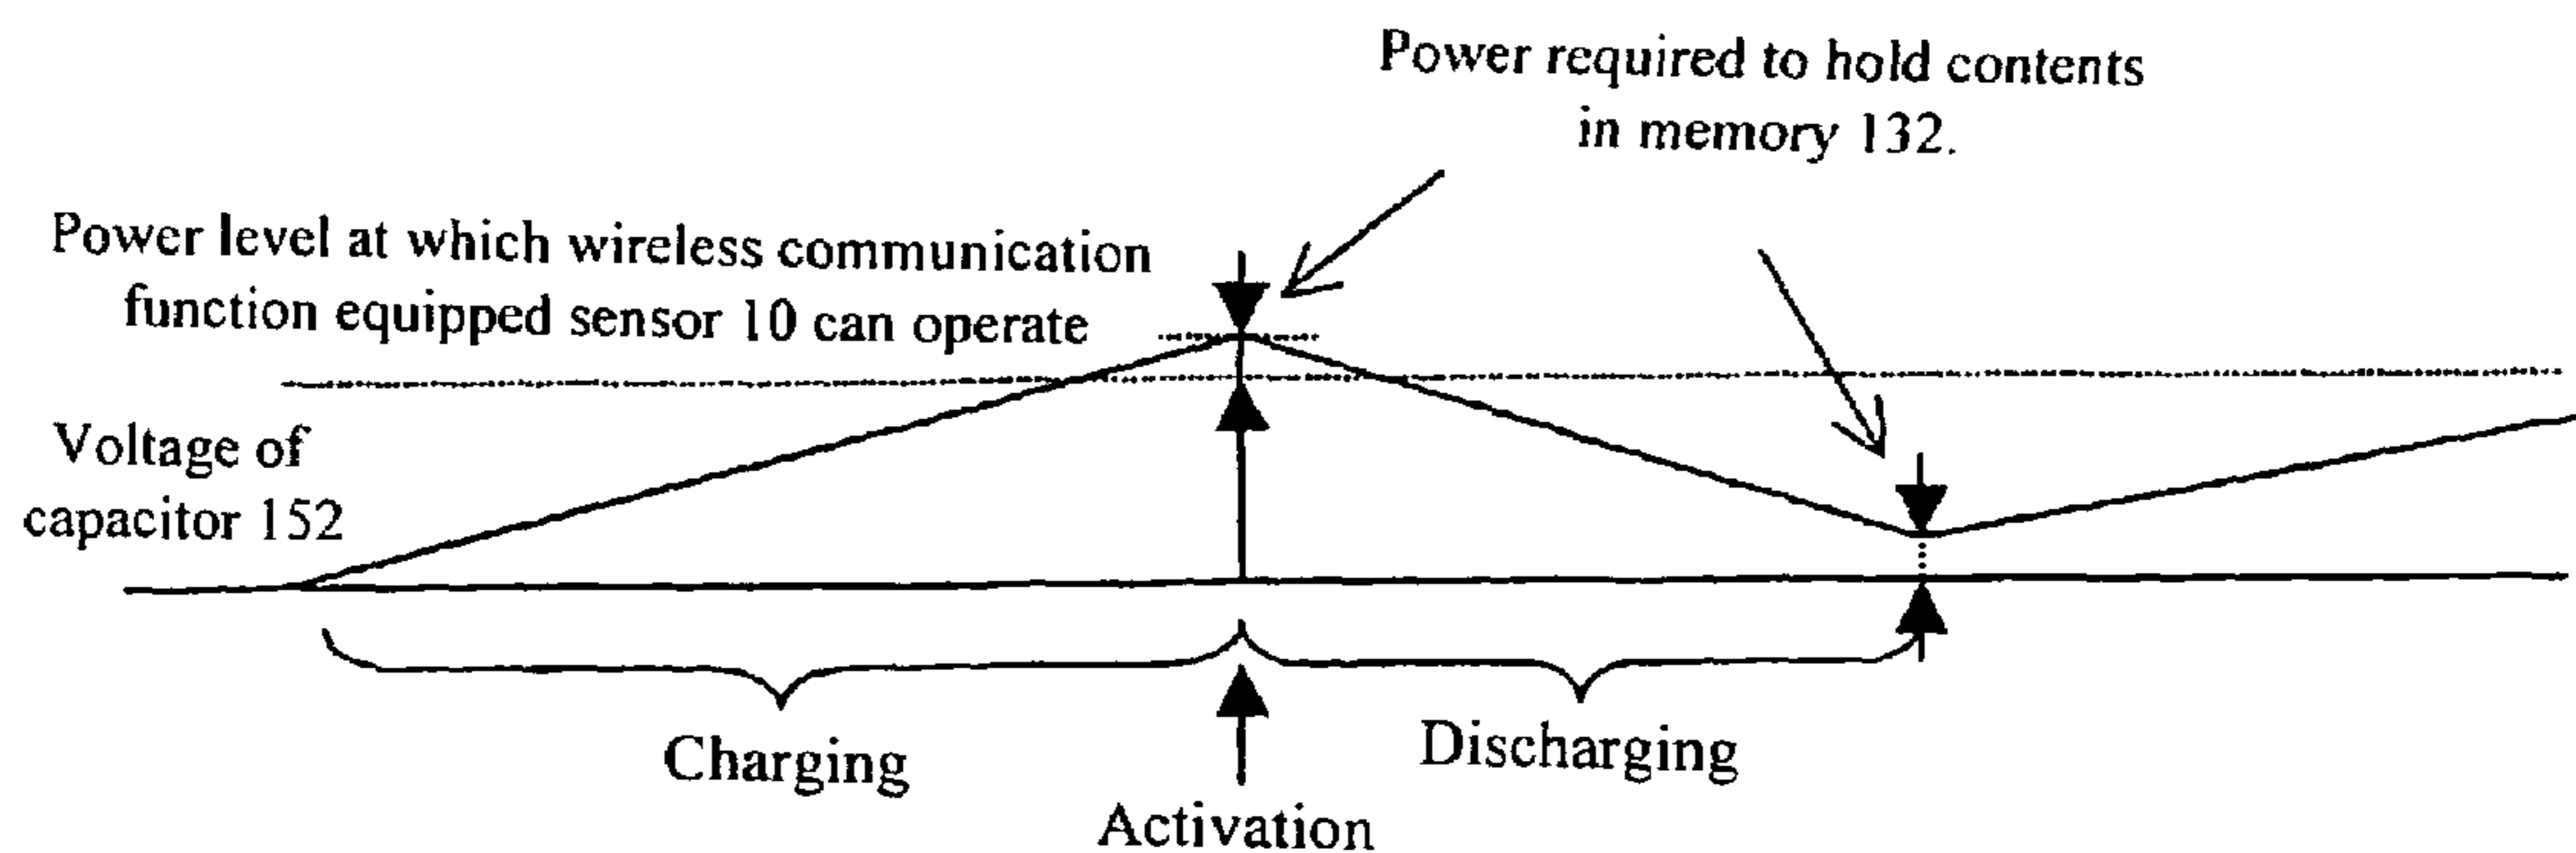 Power required to hold contents
in memory 132.
Power level at which wireless communication
function equipped sensor 10 can operate
Voltage of
capacitor 152
Charging
Discharging
Activation